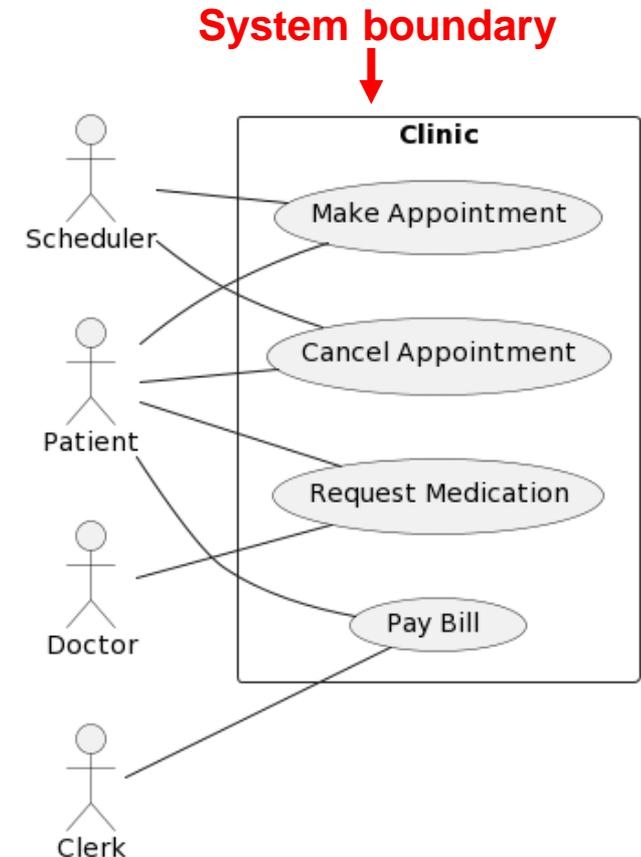 System boundary
Clinic
Make Appointment
Scheduler
Cancel Appointment
Patient
Request Medication
Doctor
Pay Bill
Clerk